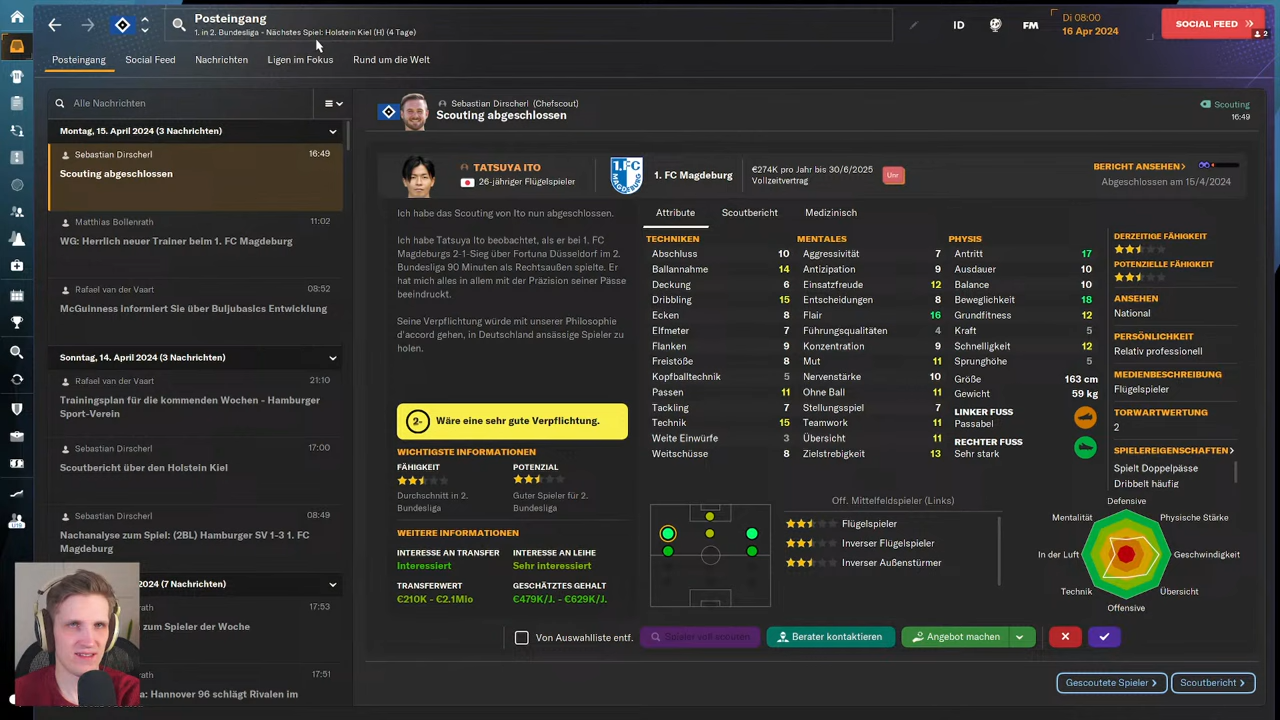 Posteingang
1. in 2. Bundesliga - Nächstes Spiel: Holstein Kiel (H) (4 Tage)
ID
FM
Di 08:00
16 Apr 2024
SOCIAL FEED
2
Posteingang
Social Feed
Nachrichten
Ligen im Fokus
Rund um die Welt
Alle Nachrichten
Montag, 15. April 2024 (3 Nachrichten)
Sebastian Dirscherl
16:49
Scouting abgeschlossen
Matthias Bollenrath
11:02
WG: Herrlich neuer Trainer beim 1. FC Magdeburg
Rafael van der Vaart
08:52
McGuinness informiert Sie über Buljubasics Entwicklung
Sonntag, 14. April 2024 (3 Nachrichten)
Rafael van der Vaart
21:10
Trainingsplan für die kommenden Wochen - Hamburger
Sport-Verein
Sebastian Dirscherl
17:00
Scoutbericht über den Holstein Kiel
Sebastian Dirscherl
08:49
Nachanalyse zum Spiel: (2BL) Hamburger SV 1-3 1. FC
Magdeburg
2024 (7 Nachrichten)
rath
17:53
zum Spieler der Woche
rath
17:51
a: Hannover 96 schlägt Rivalen im
U19
Sebastian Dirscherl (Chefscout)
Scouting abgeschlossen
Scouting
16:49
TATSUYA ITO
26-jähriger Flügelspieler
1.FC
MAGDEBURG
1. FC Magdeburg
€274K pro Jahr bis 30/6/2025
Vollzeitvertrag
Unr
BERICHT ANSEHEN
Abgeschlossen am 15/4/2024
Ich habe das Scouting von Ito nun abgeschlossen.
Ich habe Tatsuya Ito beobachtet, als er bei 1. FC
Magdeburgs 2-1-Sieg über Fortuna Düsseldorf im 2.
Bundesliga 90 Minuten als Rechtsaußen spielte. Er
hat mich alles in allem mit der Präzision seiner Pässe
beeindruckt.
Seine Verpflichtung würde mit unserer Philosophie
d'accord gehen, in Deutschland ansässige Spieler zu
holen.
2-
Wäre eine sehr gute Verpflichtung.
WICHTIGSTE INFORMATIONEN
FÄHIGKEIT
POTENZIAL
Durchschnitt in 2.
Bundesliga
Guter Spieler für 2.
Bundesliga
WEITERE INFORMATIONEN
INTERESSE AN TRANSFER
Interessiert
INTERESSE AN LEIHE
Sehr interessiert
TRANSFERWERT
€210K - €2.1Mio
GESCHÄTZTES GEHALT
€479K/J. - €629K/J.
Attribute
Scoutbericht
Medizinisch
TECHNIKEN
Abschluss 10
Ballannahme 14
Deckung 6
Dribbling 15
Ecken 8
Elfmeter 7
Flanken 9
Freistöße 8
Kopfballtechnik 5
Passen 11
Tackling 7
Technik 15
Weite Einwürfe 3
Weitschüsse 8
MENTALES
Aggressivität 7
Antizipation 9
Einsatzfreude 12
Entscheidungen 8
Flair 16
Führungsqualitäten 4
Konzentration 9
Mut 11
Nervenstärke 10
Ohne Ball 11
Stellungsspiel 7
Teamwork 11
Übersicht 11
Zielstrebigkeit 13
PHYSIS
Antritt 17
Ausdauer 10
Balance 10
Beweglichkeit 18
Grundfitness 12
Kraft 5
Schnelligkeit 12
Sprunghöhe 5
Größe 163 cm
Gewicht 59 kg
LINKER FUSS
Passabel
RECHTER FUSS
Sehr stark
DERZEITIGE FÄHIGKEIT
POTENZIELLE FÄHIGKEIT
ANSEHEN
National
PERSÖNLICHKEIT
Relativ professionell
MEDIENBESCHREIBUNG
Flügelspieler
TORWARTWERTUNG
2
SPIELEREIGENSCHAFTEN
Spielt Doppelpässe
Dribbelt häufig
Off. Mittelfeldspieler (Links)
Flügelspieler
Inverser Flügelspieler
Inverser Außenstürmer
Defensive
Mentalität
Physische Stärke
In der Luft
Geschwindigkeit
Technik
Übersicht
Offensive
Von Auswahlliste entf.
Spieler voll scouten
Berater kontaktieren
Angebot machen
Gescoutete Spieler
Scoutbericht